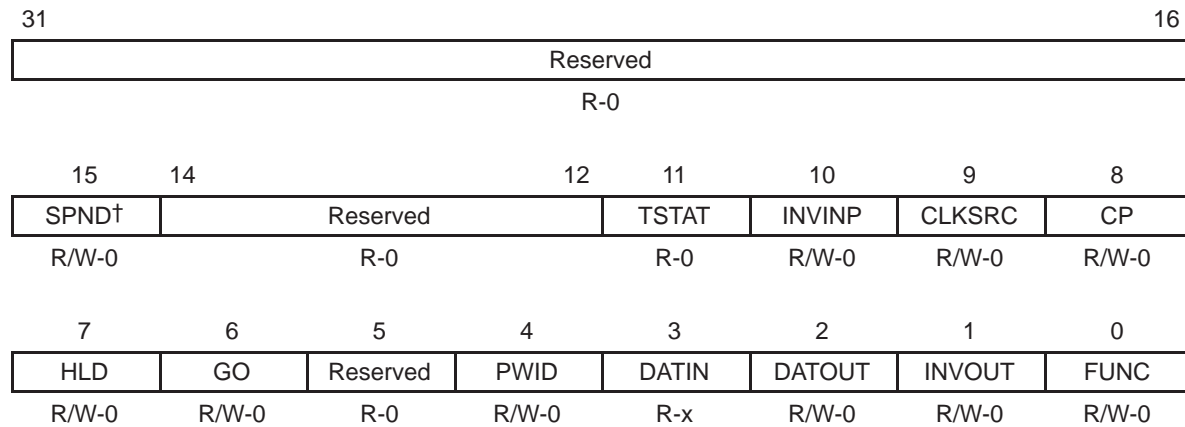 31 16
Reserved
R-0
15 14 12 11 10 9 8
SPND† Reserved TSTAT INVINP CLKSRC CP
R/W-0 R-0 R-0 R/W-0 R/W-0 R/W-0
7 6 5 4 3 2 1 0
HLD GO Reserved PWID DATIN DATOUT INVOUT FUNC
R/W-0 R/W-0 R-0 R/W-0 R-x R/W-0 R/W-0 R/W-0